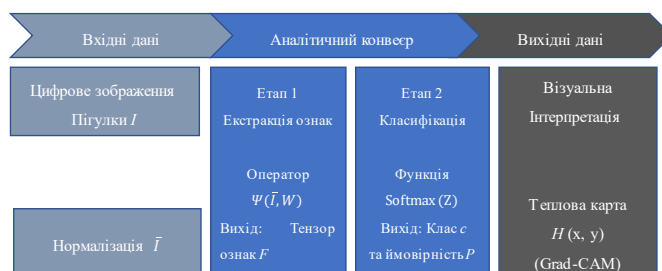 Вхідні дані
Аналітичний конвеєр
Вихідні дані
Цифрове зображення
Пігулки I
Нормалізація Ī
Етап 1
Екстракція ознак
Оператор
Ψ(Ī, W)
Вихід: Тензор
ознак F
Етап 2
Класифікація
Функція
Softmax (Z)
Вихід: Клас c
та ймовірність P
Візуальна
Інтерпретація
Теплова карта
H (x, y)
(Grad-CAM)